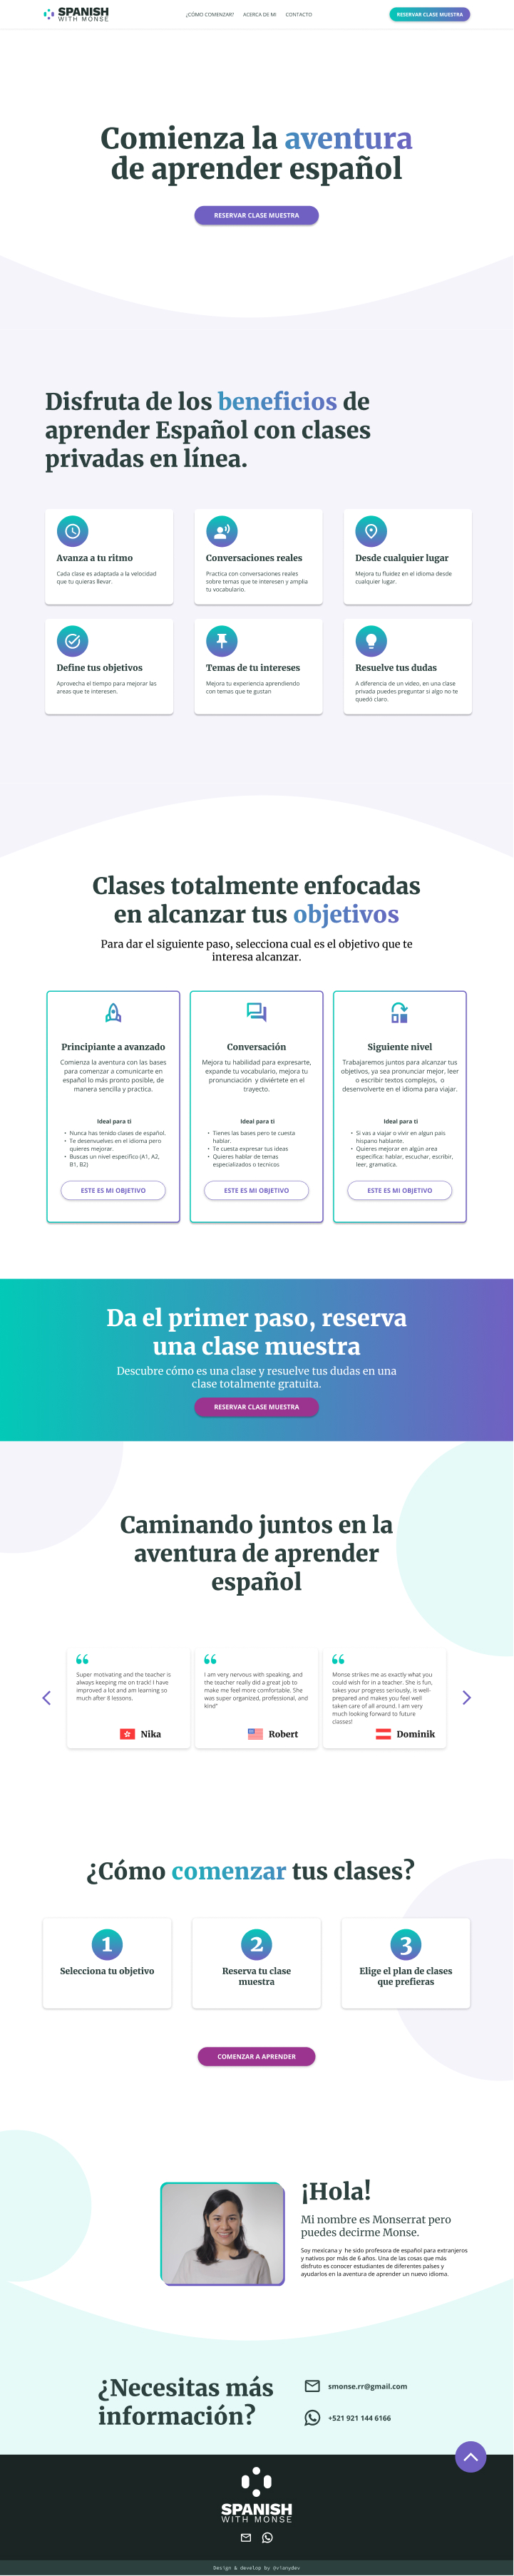 SPANISH
WITH MONSE
¿CÓMO COMENZAR?
ACERCA DE MI
CONTACTO
RESERVAR CLASE MUESTRA
Comienza la aventura
de aprender español
RESERVAR CLASE MUESTRA
Disfruta de los beneficios de
aprender Español con clases
privadas en línea.
Avanza a tu ritmo
Cada clase es adaptada a la velocidad
que tu quieras llevar.
Conversaciones reales
Practica con conversaciones reales
sobre temas que te interesen y amplia
tu vocabulario.
Desde cualquier lugar
Mejora tu fluidez en el idioma desde
cualquier lugar.
Define tus objetivos
Aprovecha el tiempo para mejorar las
areas que te interesen.
Temas de tu intereses
Mejora tu experiencia aprendiendo
con temas que te gustan
Resuelve tus dudas
A diferencia de un video, en una clase
privada puedes preguntar si algo no te
quedó claro.
Clases totalmente enfocadas
en alcanzar tus objetivos
Para dar el siguiente paso, selecciona cual es el objetivo que te
interesa alcanzar.
Principiante a avanzado
Comienza la aventura con las bases
para comenzar a comunicarte en
español lo más pronto posible, de
manera sencilla y practica.
Ideal para ti
• Nunca has tenido clases de español.
• Te desenvuelves en el idioma pero
quieres mejorar.
• Buscas un nivel específico (A1, A2,
B1, B2)
ESTE ES MI OBJETIVO
Conversación
Mejora tu habilidad para expresarte,
expande tu vocabulario, mejora tu
pronunciación y diviértete en el
trayecto.
Ideal para ti
• Tienes las bases pero te cuesta
hablar.
• Te cuesta expresar tus ideas
• Quieres hablar de temas
especializados o técnicos
ESTE ES MI OBJETIVO
Siguiente nivel
Trabajaremos juntos para alcanzar tus
objetivos, ya sea pronunciar mejor, leer
o escribir textos complejos, o
desenvolverte en el idioma para viajar.
Ideal para ti
• Si vas a viajar o vivir en algun país
hispano hablante.
• Quieres mejorar en algún area
especifica: hablar, escuchar, escribir,
leer, gramatica.
ESTE ES MI OBJETIVO
Da el primer paso, reserva
una clase muestra
Descubre cómo es una clase y resuelve tus dudas en una
clase totalmente gratuita.
RESERVAR CLASE MUESTRA
Caminando juntos en la
aventura de aprender
español
Super motivating and the teacher is
always keeping me on track! I have
improved a lot and am learning so
much after 8 lessons.
Nika
I am very nervous with speaking, and
the teacher really did a great job to
make me feel more comfortable. She
was super organized, professional, and
kind"
Robert
Monse strikes me as exactly what you
could wish for in a teacher. She is fun,
takes your progress seriously, is well-
prepared and makes you feel well
taken care of all around. I am very
much looking forward to future
classes!
Dominik
¿Cómo comenzar tus clases?
1
Selecciona tu objetivo
2
Reserva tu clase
muestra
3
Elige el plan de clases
que prefieras
COMENZAR A APRENDER
¡Hola!
Mi nombre es Monserrat pero
puedes decirme Monse.
Soy mexicana y he sido profesora de español para extranjeros
y nativos por más de 6 años. Una de las cosas que más
disfruto es conocer estudiantes de diferentes países y
ayudarlos en la aventura de aprender un nuevo idioma.
¿Necesitas más
información?
smonse.rr@gmail.com
+521 921 144 6166
SPANISH
WITH MONSE
Design & develop by @vianydev